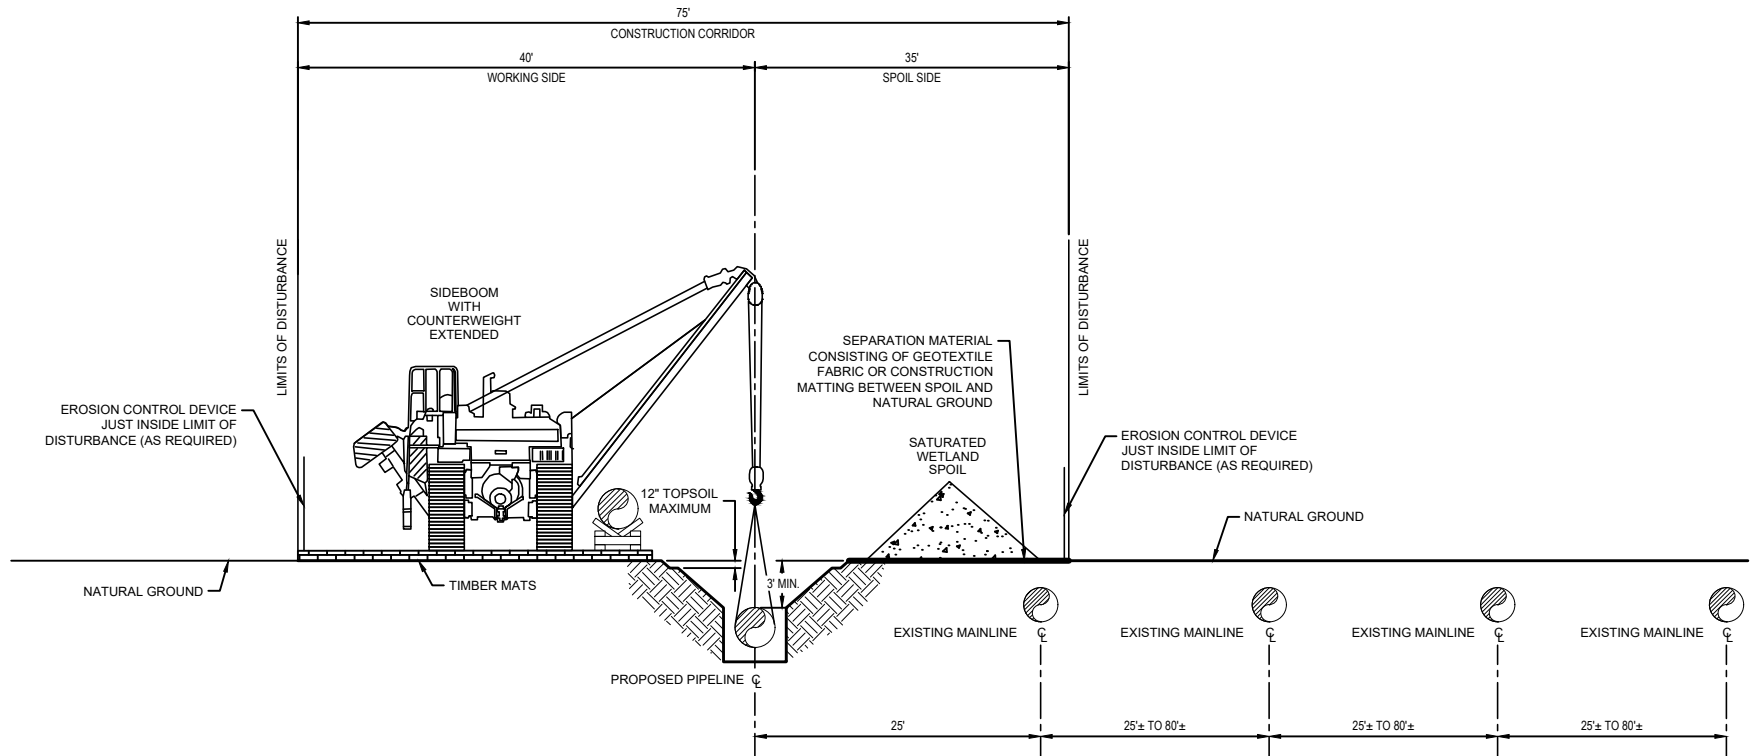 75'
CONSTRUCTION CORRIDOR
40'
WORKING SIDE
35'
SPOIL SIDE
LIMITS OF DISTURBANCE
LIMITS OF DISTURBANCE
SIDEBOOM
WITH
COUNTERWEIGHT
EXTENDED
SEPARATION MATERIAL
CONSISTING OF GEOTEXTILE
FABRIC OR CONSTRUCTION
MATTING BETWEEN SPOIL AND
NATURAL GROUND
EROSION CONTROL DEVICE
JUST INSIDE LIMIT OF
DISTURBANCE (AS REQUIRED)
SATURATED
WETLAND
SPOIL
EROSION CONTROL DEVICE
JUST INSIDE LIMIT OF
DISTURBANCE (AS REQUIRED)
12" TOPSOIL
MAXIMUM
NATURAL GROUND
NATURAL GROUND
TIMBER MATS
3' MIN.
EXISTING MAINLINE ℄
EXISTING MAINLINE ℄
EXISTING MAINLINE ℄
EXISTING MAINLINE ℄
PROPOSED PIPELINE ℄
25'
25'± TO 80'±
25'± TO 80'±
25'± TO 80'±